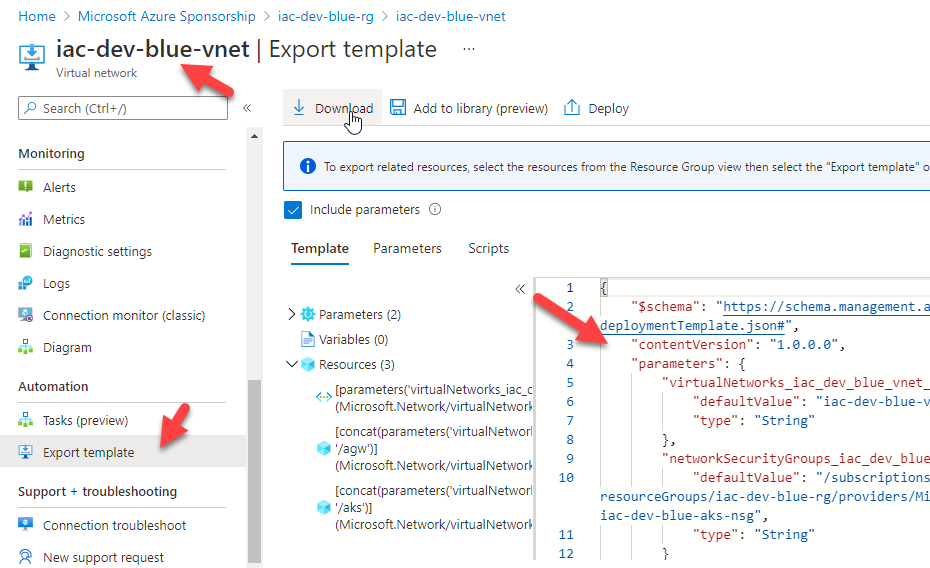 Home > Microsoft Azure Sponsorship > iac-dev-blue-rg > iac-dev-blue-vnet
iac-dev-blue-vnet | Export template ...
Virtual network
Search (Ctrl+/)
«
Monitoring
Alerts
Metrics
Diagnostic settings
Logs
Connection monitor (classic)
Diagram
Automation
Tasks (preview)
Export template
Support + troubleshooting
Connection troubleshoot
New support request
Download
Add to library (preview)
Deploy
To export related resources, select the resources from the Resource Group view then select the "Export template" o
Include parameters
Template
Parameters
Scripts
«
Parameters (2)
Variables (0)
Resources (3)
[parameters('virtualNetworks_iac_d
(Microsoft.Network/virtualNetwork
[concat(parameters('virtualNetwork
'/agw')]
(Microsoft.Network/virtualNetwork
[concat(parameters('virtualNetwork
'/aks')]
(Microsoft.Network/virtualNetwork
1 {
2 "$schema": "https://schema.management.a
deploymentTemplate.json#",
3 "contentVersion": "1.0.0.0",
4 "parameters": {
5 "virtualNetworks_iac_dev_blue_vnet_
6 "defaultValue": "iac-dev-blue-v
7 "type": "String"
8 },
9 "networkSecurityGroups_iac_dev_blue
10 "defaultValue": "/subscriptions
resourceGroups/iac-dev-blue-rg/providers/Mi
iac-dev-blue-aks-nsg",
11 "type": "String"
12 }